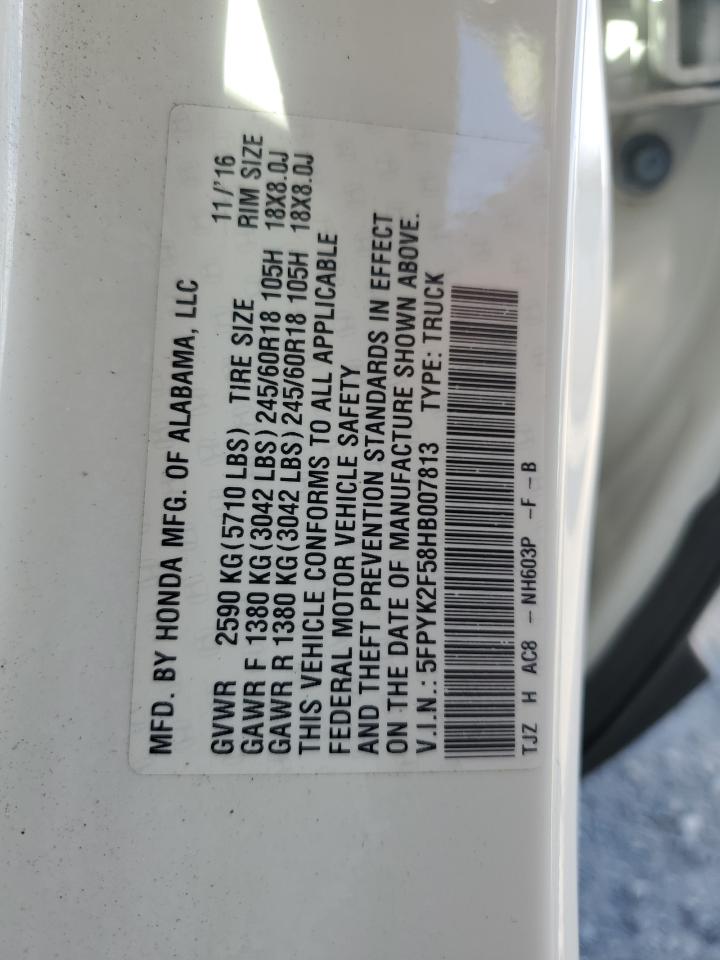 MFD. BY HONDA MFG. OF ALABAMA, LLC 11/'16
GVWR 2590 KG(5710 LBS) TIRE SIZE RIM SIZE
GAWR F 1380 KG(3042 LBS)245/60R18 105H 18X8.0J
GAWR R 1380 KG(3042 LBS)245/60R18 105H 18X8.0J
THIS VEHICLE CONFORMS TO ALL APPLICABLE
FEDERAL MOTOR VEHICLE SAFETY
AND THEFT PREVENTION STANDARDS IN EFFECT
ON THE DATE OF MANUFACTURE SHOWN ABOVE.
V.I.N.: 5FPYK2F58HB007813 TYPE: TRUCK
TJZ H AC8 - NH603P -F -B